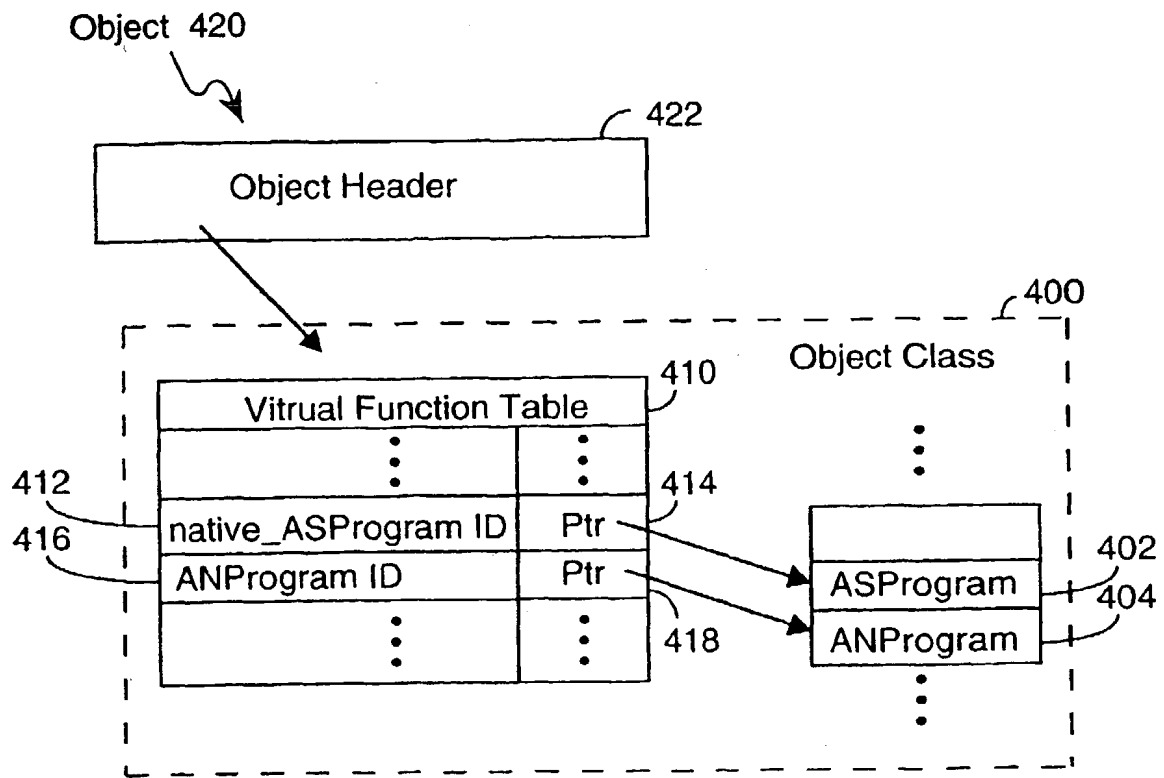 Object 420
422
Object Header
400
Object Class
410
Vitrual Function Table
412
414
native_ASProgram ID
Ptr
416
ANProgram ID
Ptr
418
402
ASProgram
404
ANProgram